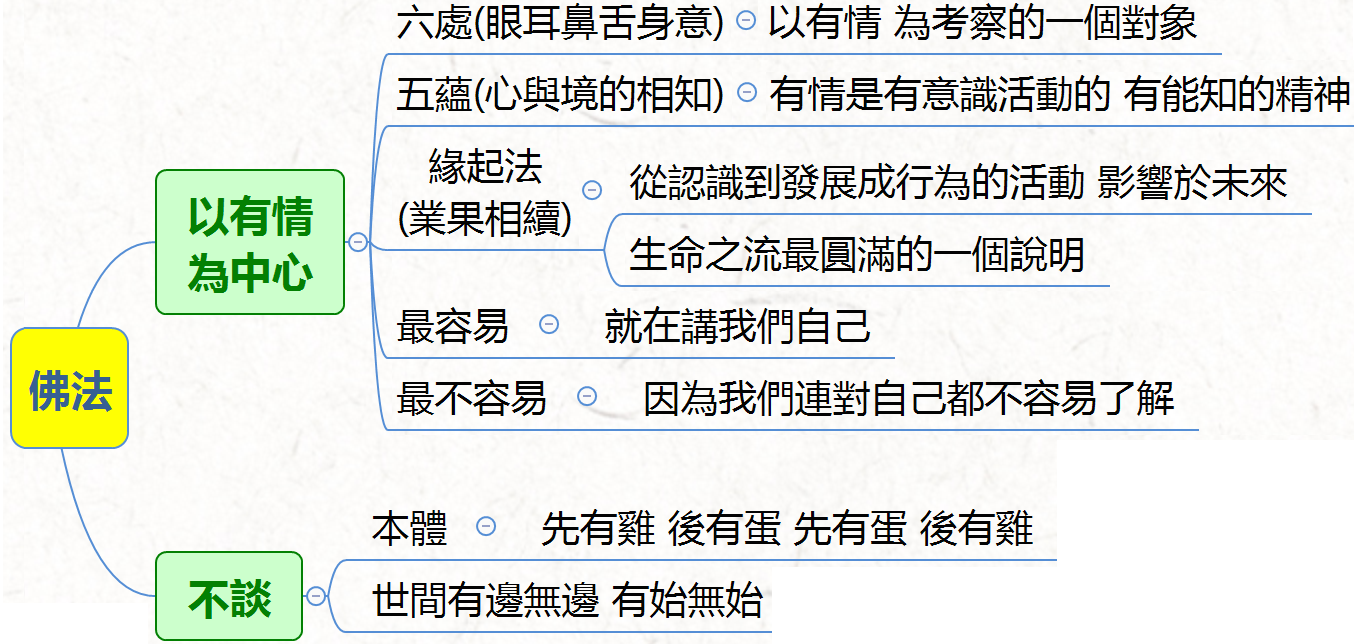 六處(眼耳鼻舌身意) 以有情 為考察的一個對象
五蘊(心與境的相知) 有情是有意識活動的 有能知的精神
緣起法
(業果相續)
從認識到發展成行為的活動 影響於未來
生命之流最圓滿的一個說明
以有情
為中心
最容易 就在講我們自己
最不容易 因為我們連對自己都不容易了解
佛法
本體 先有雞 後有蛋 先有蛋 後有雞
不談
世間有邊無邊 有始無始